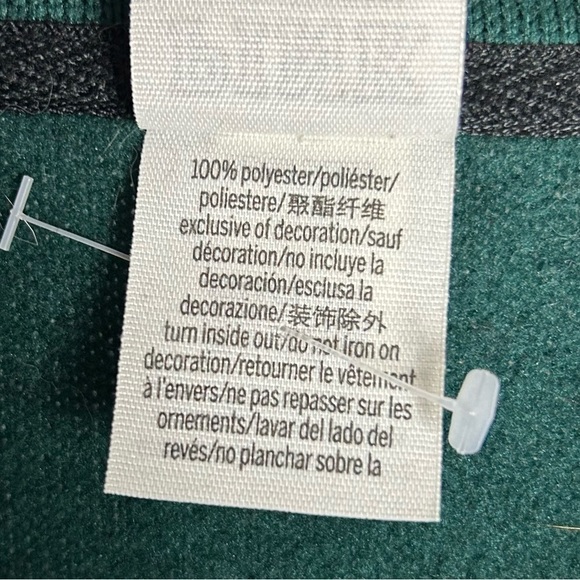 100% polyester/poliéster/
poliestere/聚酯纤维
exclusive of decoration/sauf
décoration/no incluye la
decoración/esclusa la
decorazione/装饰除外
turn inside out/do not iron on
decoration/retourner le vêtement
à l'envers/ne pas repasser sur les
ornements/lavar del lado del
revés/no planchar sobre la